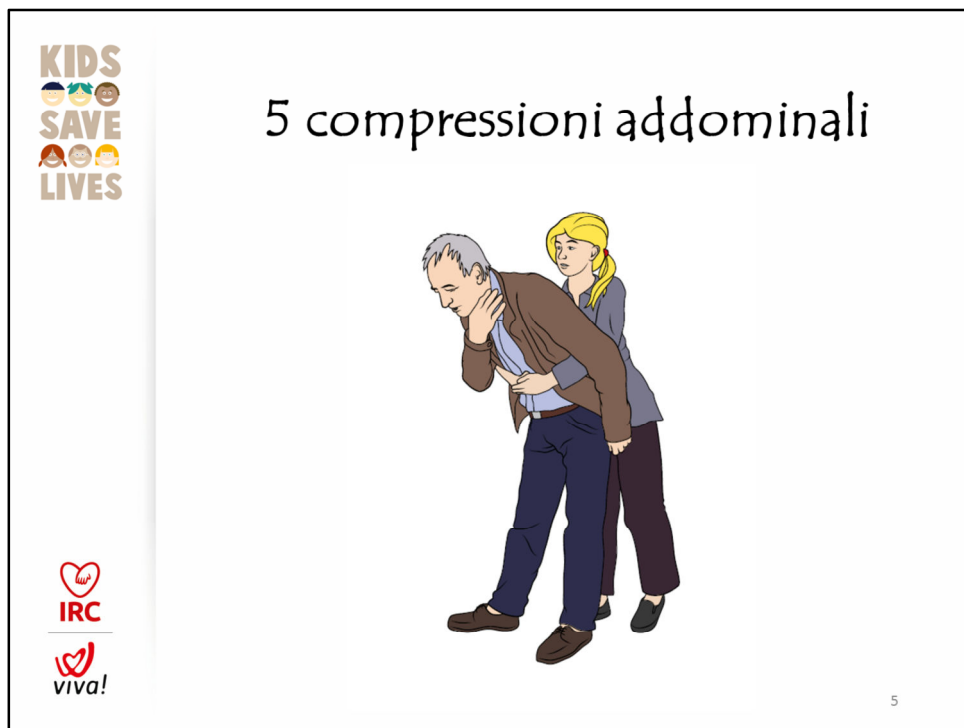 KIDS
SAVE
LIVES
5 compressioni addominali
IRC
viva!
5